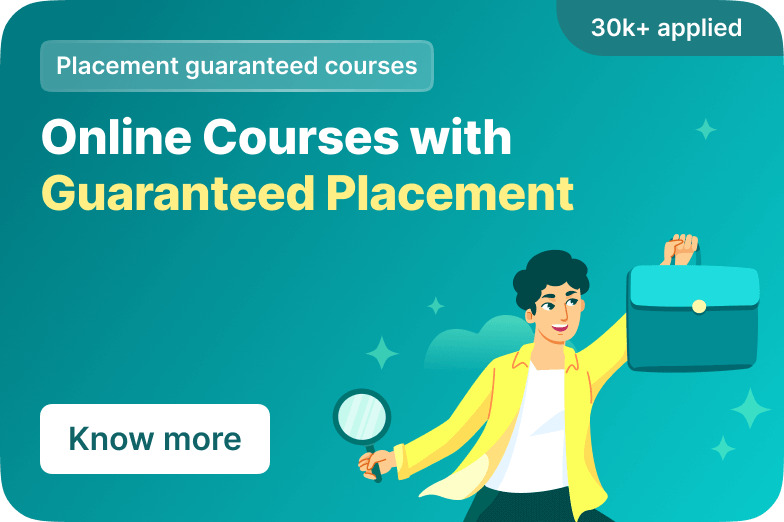 30k+ applied
Placement guaranteed courses
Online Courses with
Guaranteed Placement
Know more